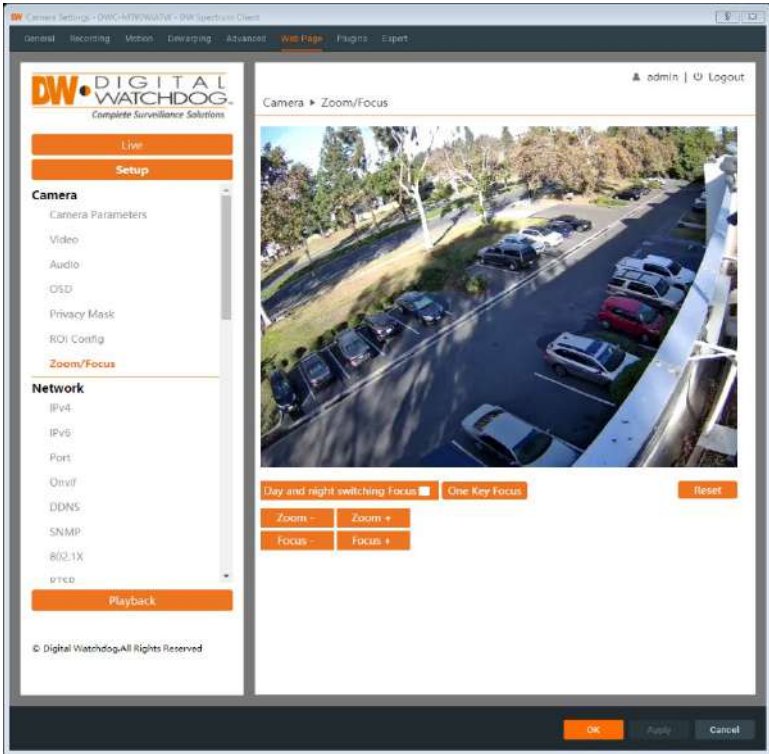 Camera Settings - DW Spectrum Client
General Recording Motion Dewarping Advanced Web Page Plugins Expert
DW DIGITAL WATCHDOG
Complete Surveillance Solutions
admin | Logout
Camera ▸ Zoom/Focus
Live
Setup
Camera
Camera Parameters
Video
Audio
OSD
Privacy Mask
ROI Config
Zoom/Focus
Network
IPv4
IPv6
Port
Onvif
DDNS
SNMP
802.1X
Playback
© Digital Watchdog.All Rights Reserved
Day and night switching Focus One Key Focus Reset
Zoom - Zoom +
Focus - Focus +
OK Apply Cancel